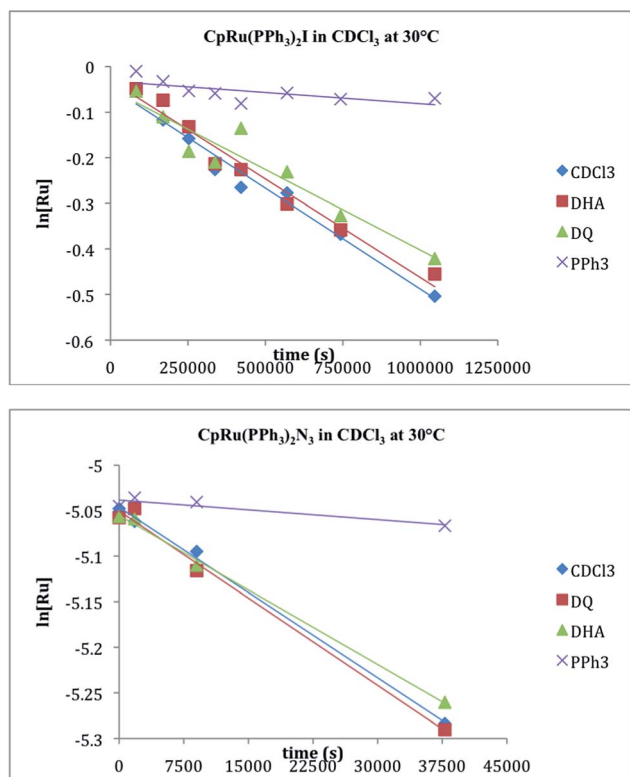 CpRu(PPh₃)₂I in CDCl₃ at 30°C
0
-0.1
-0.2
-0.3
-0.4
-0.5
-0.6
ln[Ru]
time (s)
0 250000 500000 750000 1000000 1250000
CDCl3
DHA
DQ
PPh3
CpRu(PPh₃)₂N₃ in CDCl₃ at 30°C
-5
-5.05
-5.1
-5.15
-5.2
-5.25
-5.3
ln[Ru]
time (s)
0 7500 15000 22500 30000 37500 45000
CDCl3
DQ
DHA
PPh3